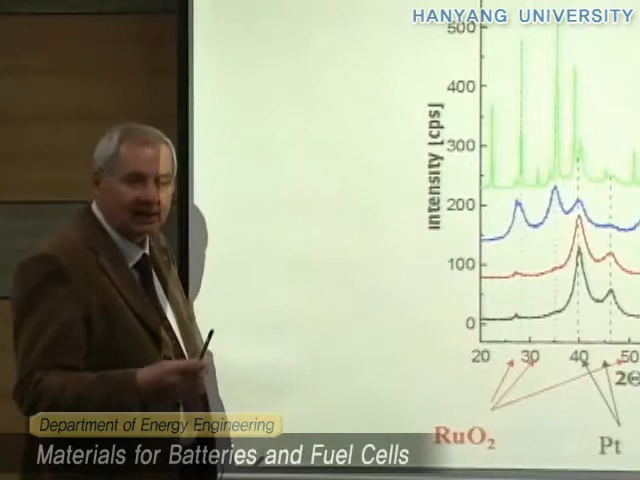 HANYANG UNIVERSITY
500
400
300
200
100
0
Intensity [cps]
20 30 40 50
2Θ
RuO₂
Pt
Department of Energy Engineering
Materials for Batteries and Fuel Cells